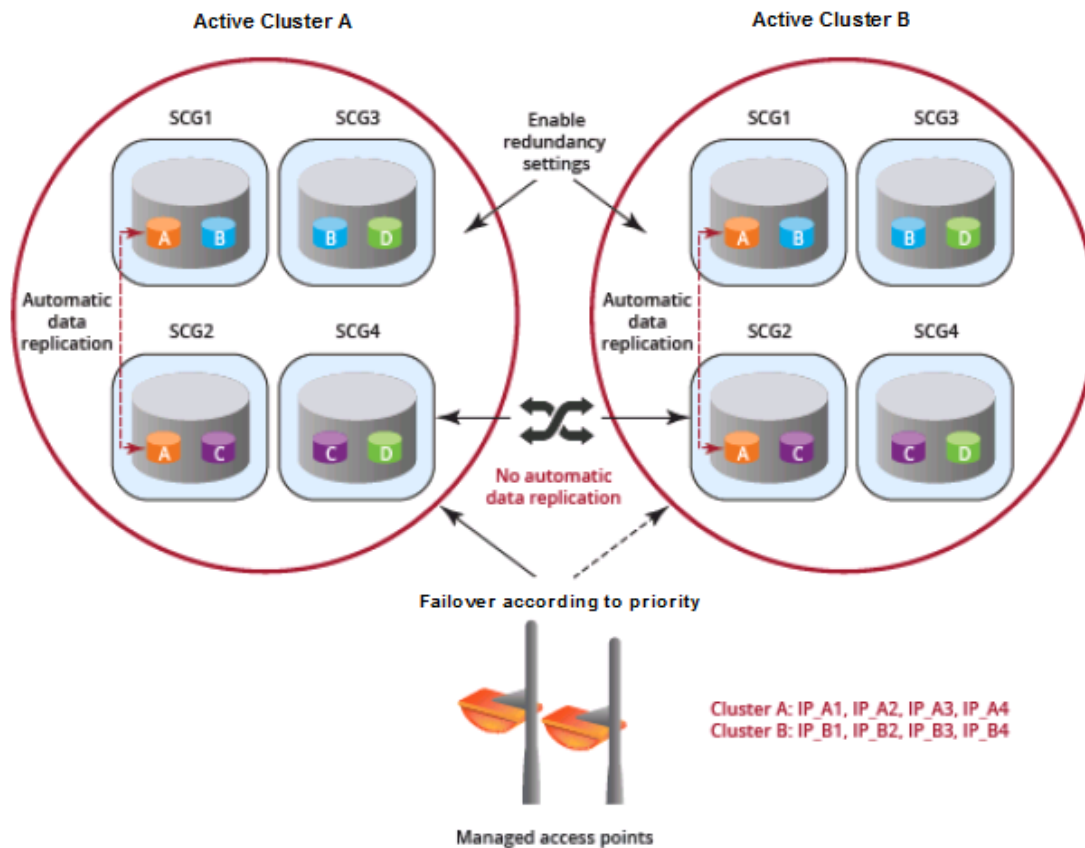 Active Cluster A
Active Cluster B
SCG1
SCG3
Enable
redundancy
settings
SCG1
SCG3
A
B
B
D
A
B
B
D
Automatic
data
replication
SCG2
SCG4
Automatic
data
replication
SCG2
SCG4
A
C
C
D
No automatic
data replication
A
C
C
D
Failover according to priority
Cluster A: IP_A1, IP_A2, IP_A3, IP_A4
Cluster B: IP_B1, IP_B2, IP_B3, IP_B4
Managed access points